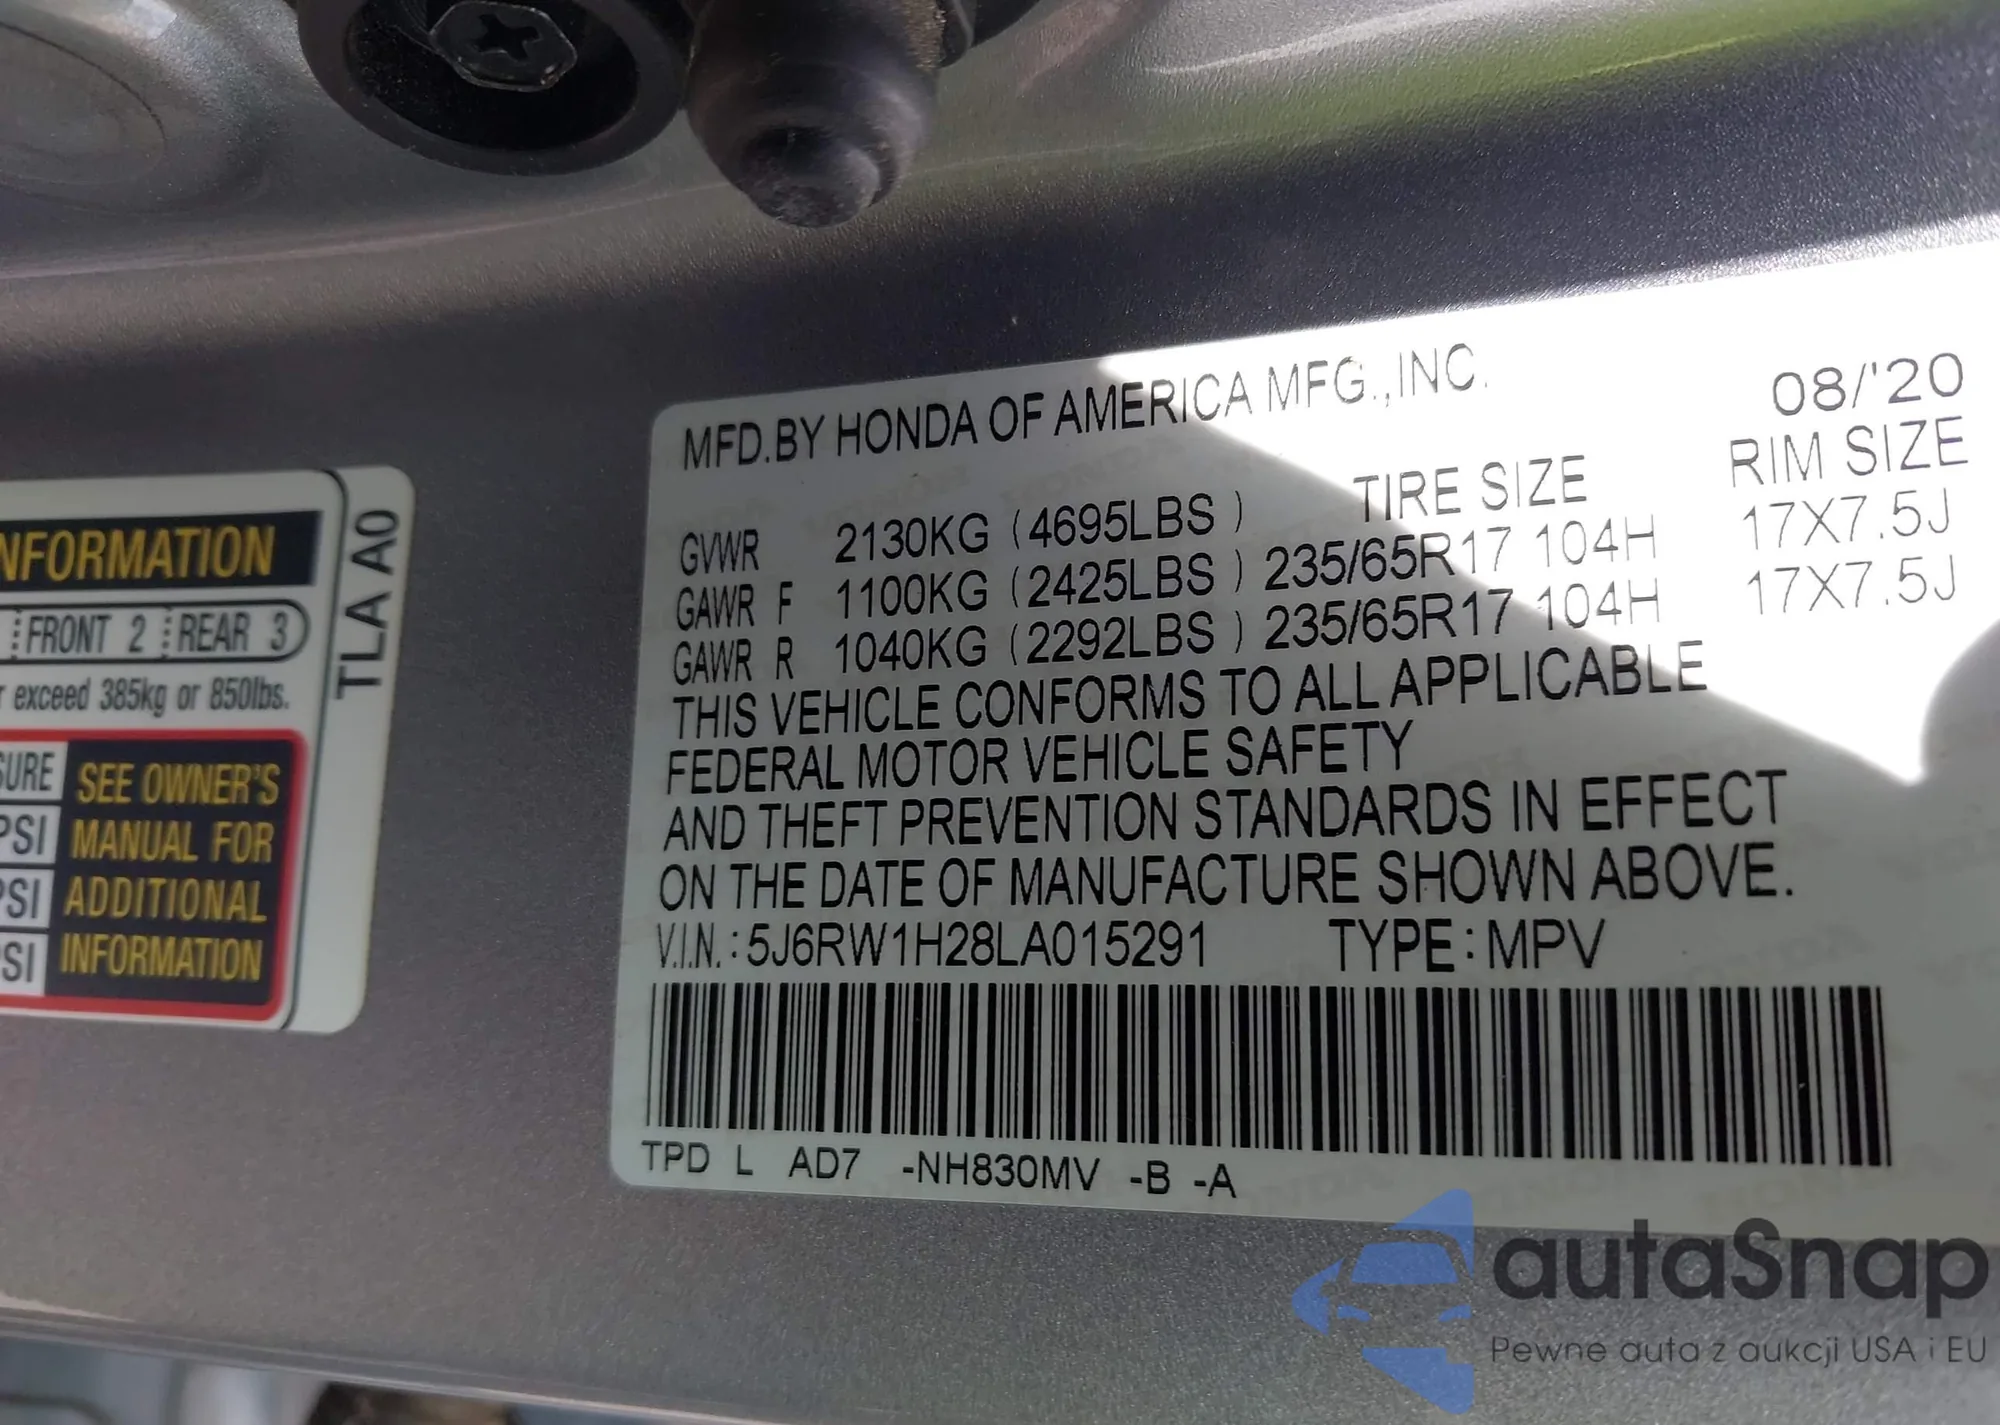 NFORMATION
FRONT 2 REAR 3
exceed 385kg or 850lbs.
SURE
PSI
PSI
SI
SEE OWNER'S
MANUAL FOR
ADDITIONAL
INFORMATION
TLA A0
MFD.BY HONDA OF AMERICA MFG.,INC. 08/'20
TIRE SIZE RIM SIZE
GVWR 2130KG (4695LBS )
GAWR F 1100KG (2425LBS ) 235/65R17 104H 17X7.5J
GAWR R 1040KG (2292LBS ) 235/65R17 104H 17X7.5J
THIS VEHICLE CONFORMS TO ALL APPLICABLE
FEDERAL MOTOR VEHICLE SAFETY
AND THEFT PREVENTION STANDARDS IN EFFECT
ON THE DATE OF MANUFACTURE SHOWN ABOVE.
V.I.N.:5J6RW1H28LA015291 TYPE:MPV
TPD L AD7 -NH830MV -B -A
autaSnap
Pewne auta z aukcji USA i EU